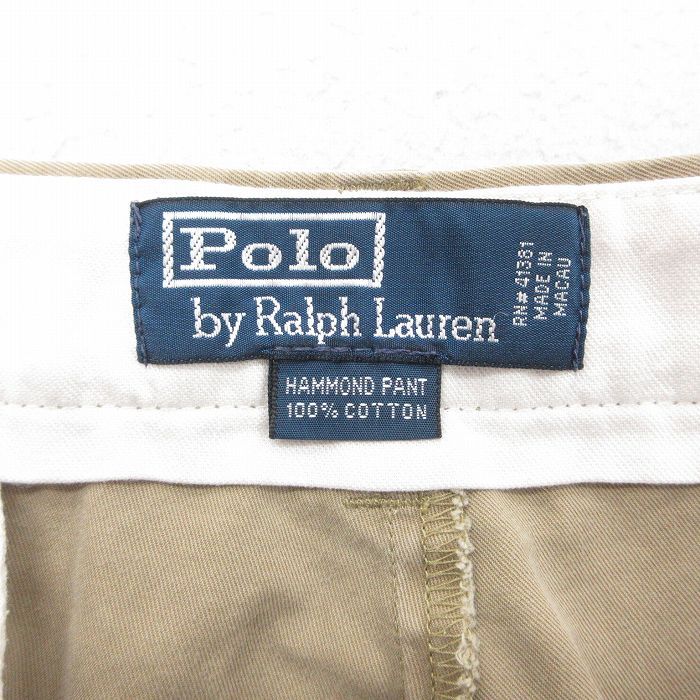 Polo
by Ralph Lauren
RN# 41381
MADE IN
MACAU
HAMMOND PANT
100% COTTON